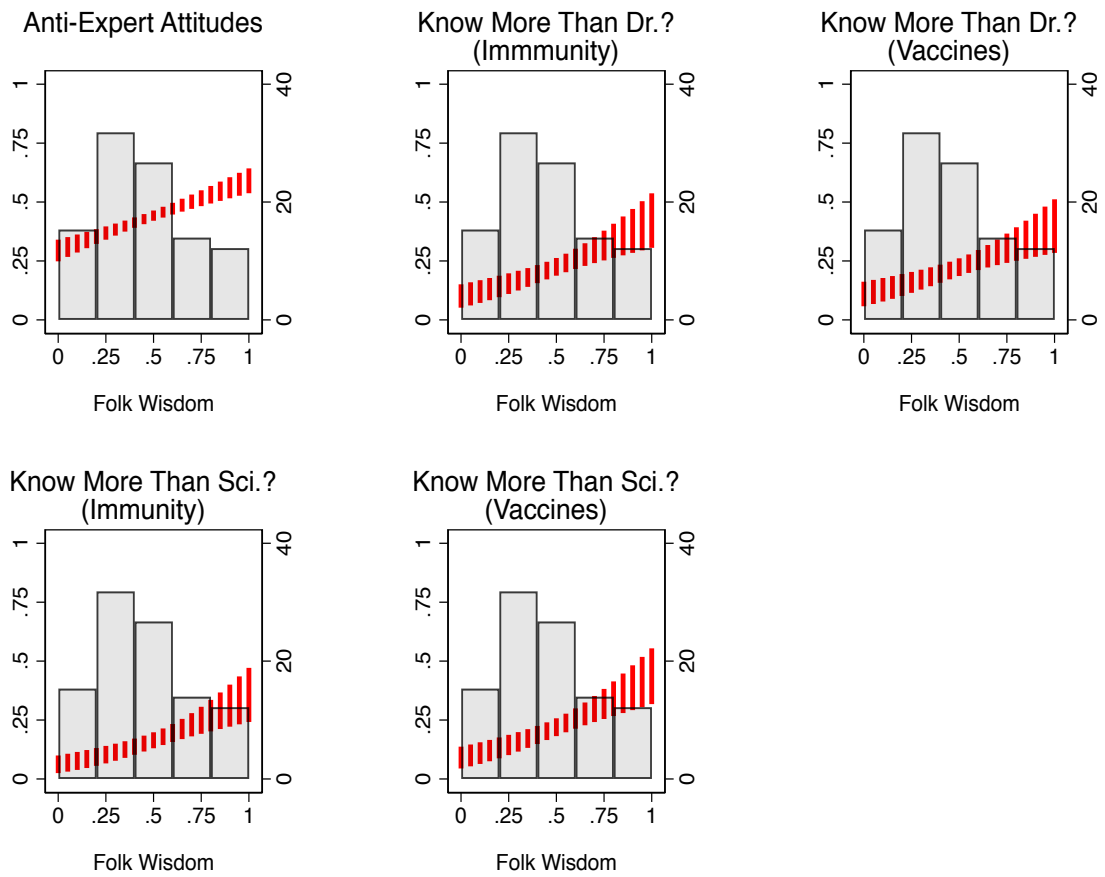 Anti-Expert Attitudes
Know More Than Dr.?
(Immmunity)
Know More Than Dr.?
(Vaccines)
1
.75
.5
.25
0
40
20
0
0 .25 .5 .75 1
Folk Wisdom
1
.75
.5
.25
0
40
20
0
0 .25 .5 .75 1
Folk Wisdom
1
.75
.5
.25
0
40
20
0
0 .25 .5 .75 1
Folk Wisdom
Know More Than Sci.?
(Immunity)
Know More Than Sci.?
(Vaccines)
1
.75
.5
.25
0
40
20
0
0 .25 .5 .75 1
Folk Wisdom
1
.75
.5
.25
0
40
20
0
0 .25 .5 .75 1
Folk Wisdom